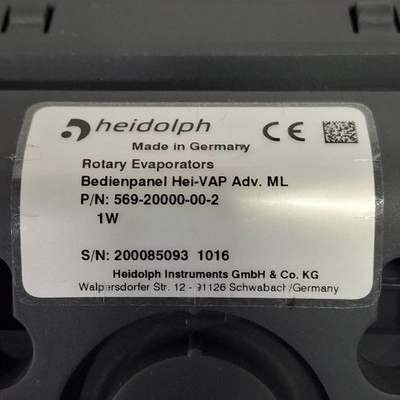 heidolph CE
Made in Germany
Rotary Evaporators
Bedienpanel Hei-VAP Adv. ML
P/N: 569-20000-00-2
1W
S/N: 200085093 1016
Heidolph Instruments GmbH & Co. KG
Walpersdorfer Str. 12 - 91126 Schwabach/Germany